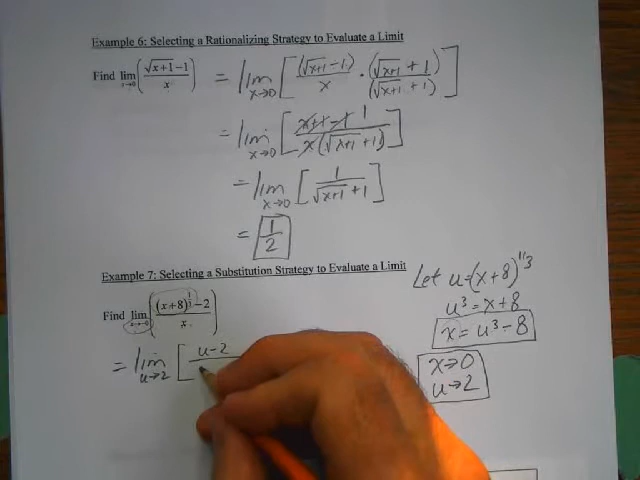 Example 6: Selecting a Rationalizing Strategy to Evaluate a Limit
Find lim x→0 ( (√(x+1) − 1) / x ) = lim x→0 [ (√(x+1) − 1) / x · (√(x+1) + 1) / (√(x+1) + 1) ]
= lim x→0 [ (x+1−1) 1 / x(√(x+1) + 1) ]
= lim x→0 [ 1 / (√(x+1) + 1) ]
= 1/2
Example 7: Selecting a Substitution Strategy to Evaluate a Limit
Find lim x→0 ( ((x+8)^(1/3) − 2) / x )
= lim u→2 [ u−2
Let u=(x+8)^1/3
u³ = x+8
x = u³−8
x→0
u→2